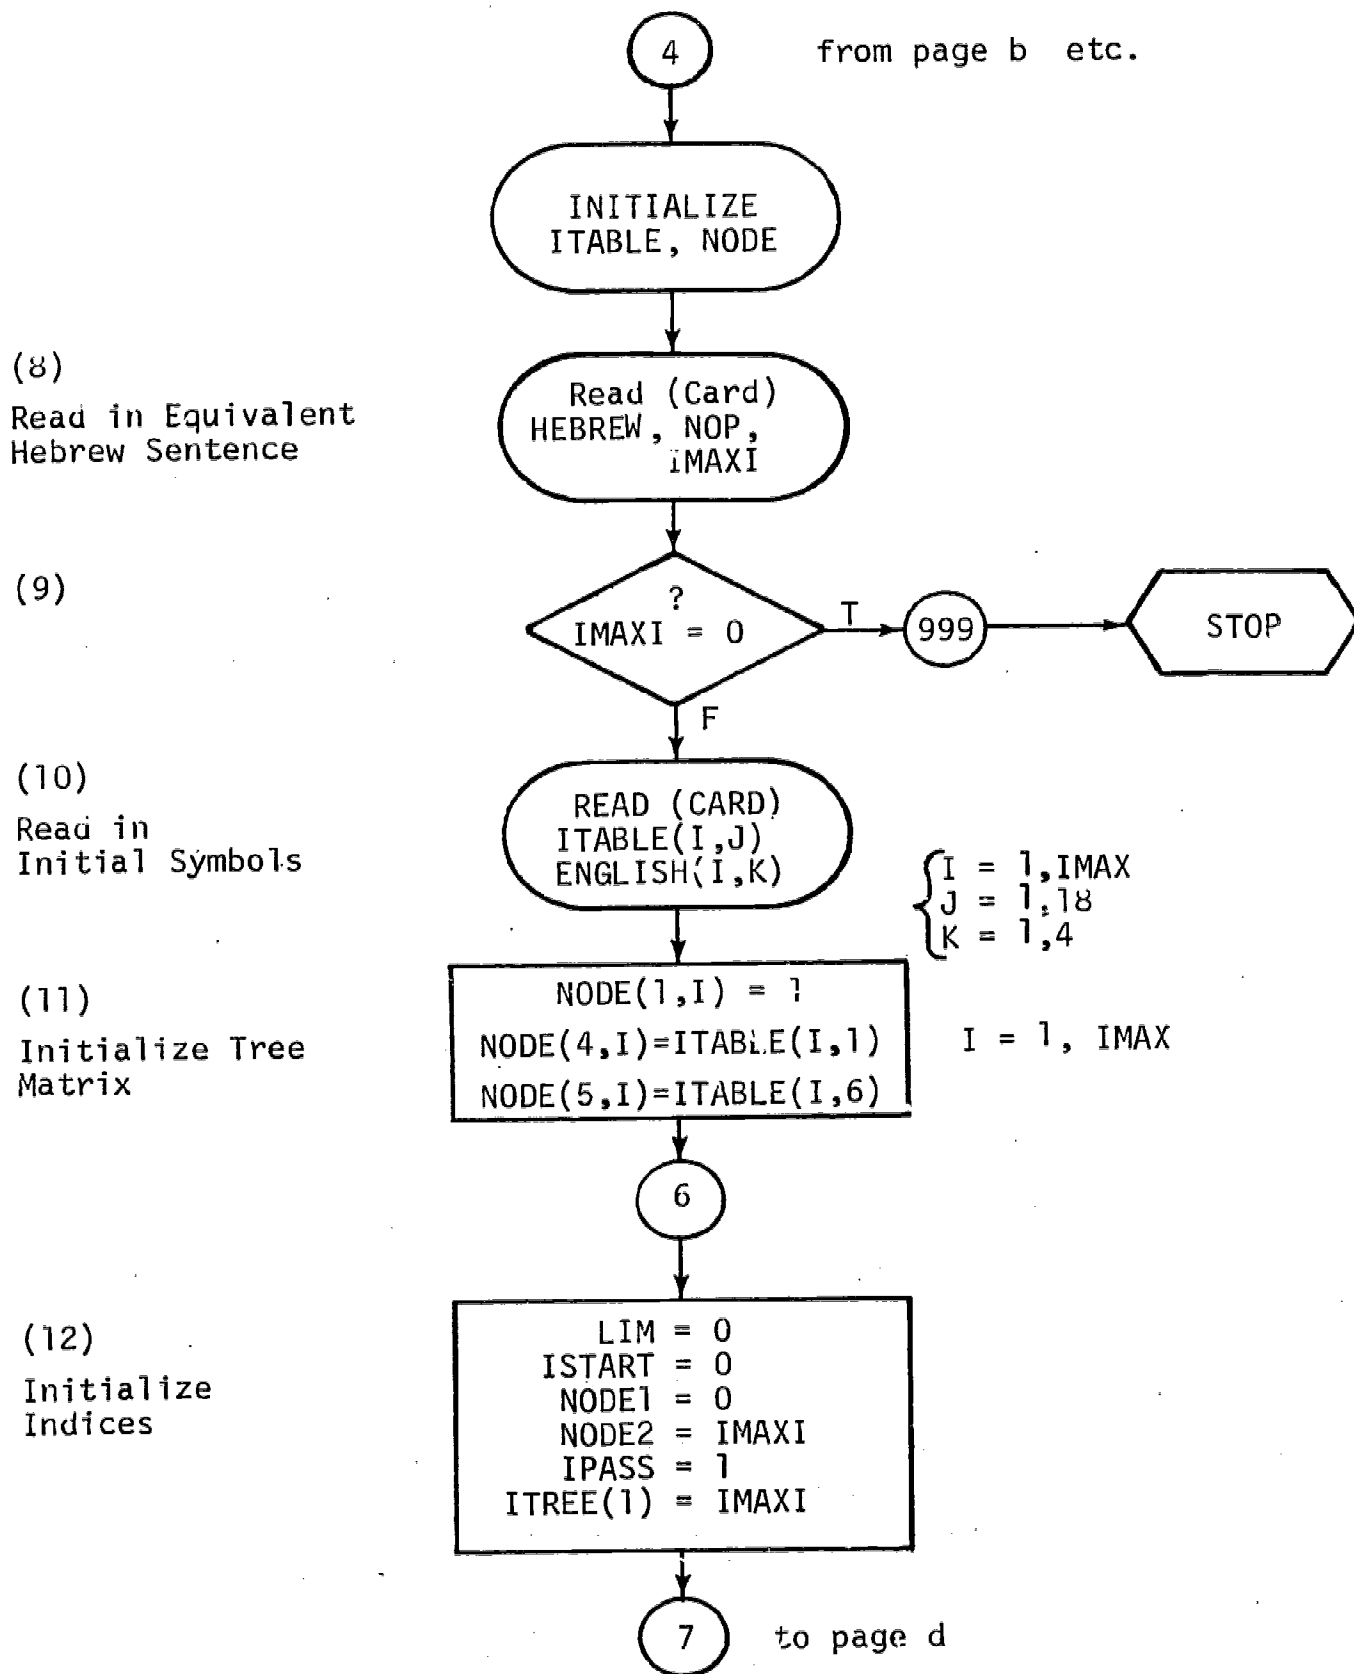 4
from page b etc.
INITIALIZE
ITABLE, NODE
(8)
Read in Equivalent
Hebrew Sentence
Read (Card)
HEBREW, NOP,
IMAXI
(9)
?
IMAXI = 0
T
999
STOP
F
(10)
Read in
Initial Symbols
READ (CARD)
ITABLE(I,J)
ENGLISH(I,K)
I = 1,IMAX
J = 1,18
K = 1,4
(11)
Initialize Tree
Matrix
NODE(1,I) = 1
NODE(4,I)=ITABLE(I,1)
NODE(5,I)=ITABLE(I,6)
I = 1, IMAX
6
(12)
Initialize
Indices
LIM = 0
ISTART = 0
NODE1 = 0
NODE2 = IMAXI
IPASS = 1
ITREE(1) = IMAXI
7
to page d